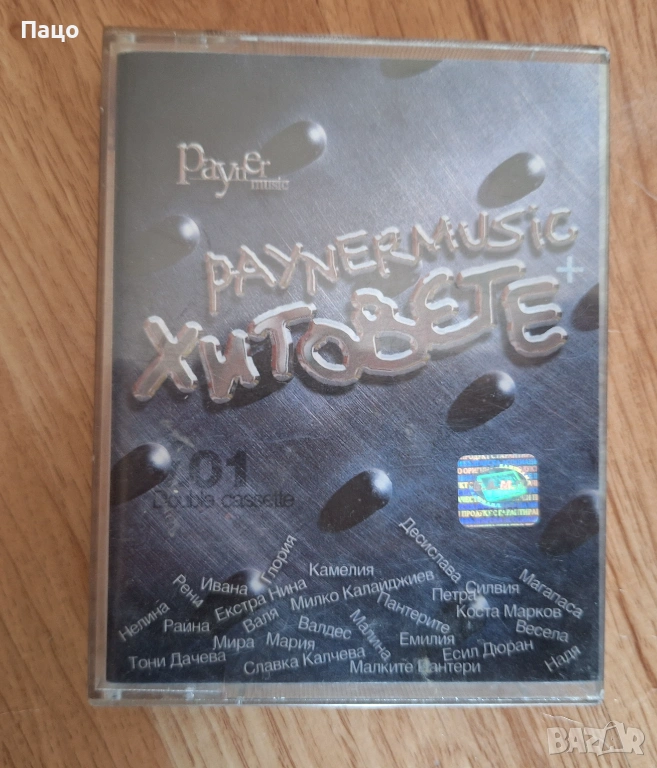 Пацо
Payner
music
PAYNERMUSIC
ХИТОВЕТЕ +
01
Double cassette
Глория
Десислава
Камелия
Ивана
Рени
Екстра Нина
Милко Калайджиев
Петра
Силвия
Магапаса
Нелина
Раина
Валя
Валдес
Малина
Пантерите
Коста Марков
Весела
Мира
Мария
Емилия
Тони Дачева
Славка Калчева
Малките Пантери
Есил Дюран
Надя
BAZAR